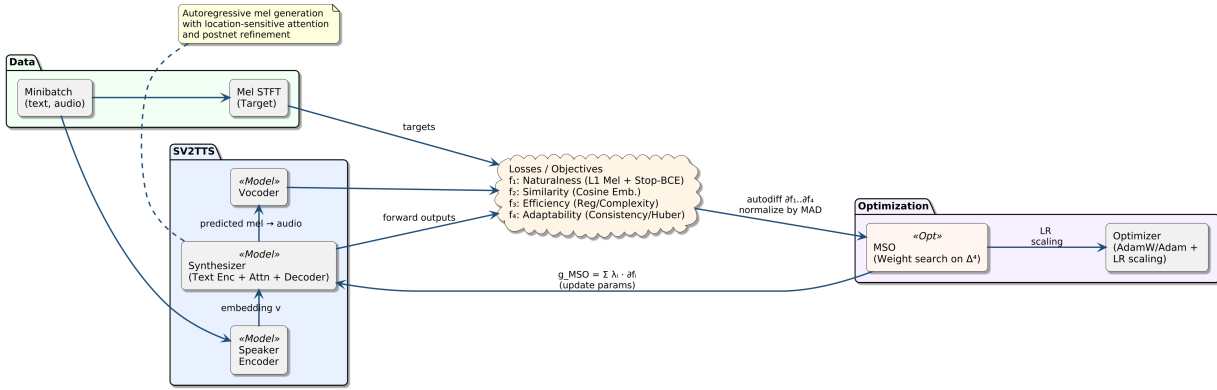 Autoregressive mel generation
with location-sensitive attention
and postnet refinement
Data
Minibatch
(text, audio)
Mel STFT
(Target)
targets
SV2TTS
«Model»
Vocoder
predicted mel → audio
«Model»
Synthesizer
(Text Enc + Attn + Decoder)
embedding v
«Model»
Speaker
Encoder
forward outputs
Losses / Objectives
f₁: Naturalness (L1 Mel + Stop-BCE)
f₂: Similarity (Cosine Emb.)
f₃: Efficiency (Reg/Complexity)
f₄: Adaptability (Consistency/Huber)
autodiff ∂f₁..∂f₄
normalize by MAD
g_MSO = Σ λᵢ · ∂fᵢ
(update params)
Optimization
«Opt»
MSO
(Weight search on Δ⁴)
LR
scaling
Optimizer
(AdamW/Adam +
LR scaling)